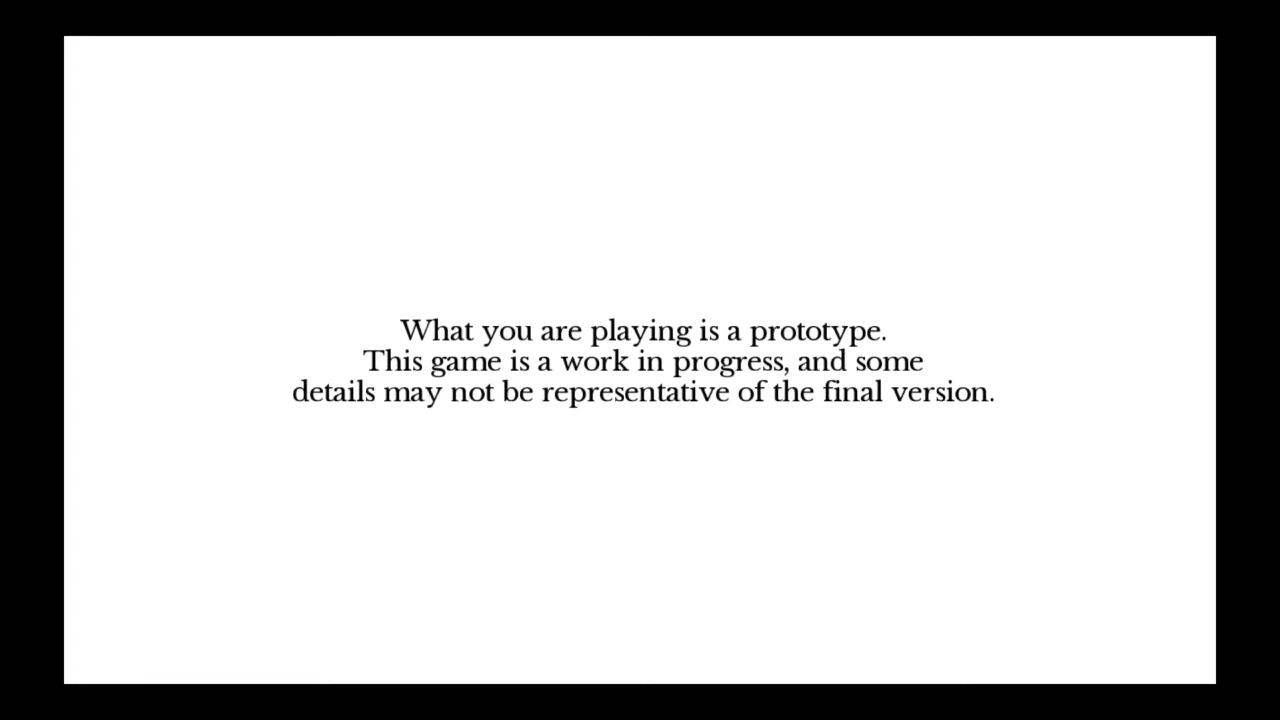 What you are playing is a prototype.
This game is a work in progress, and some
details may not be representative of the final version.